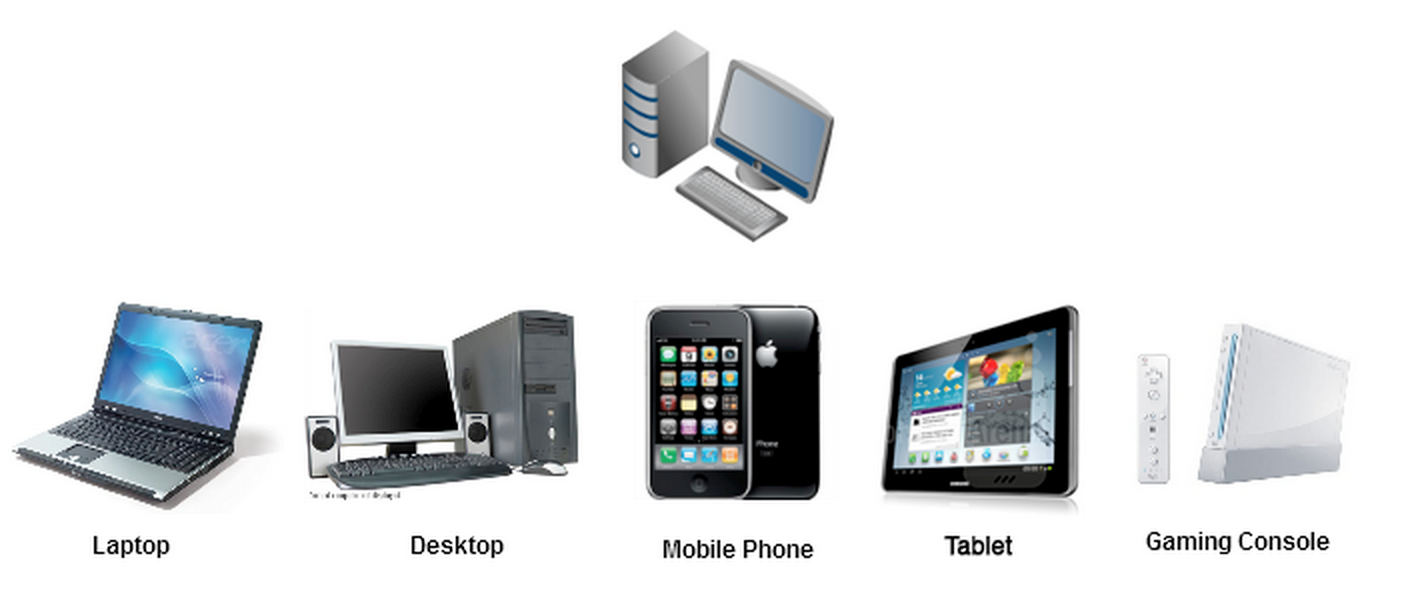 Laptop
Desktop
Mobile Phone
Tablet
Gaming Console